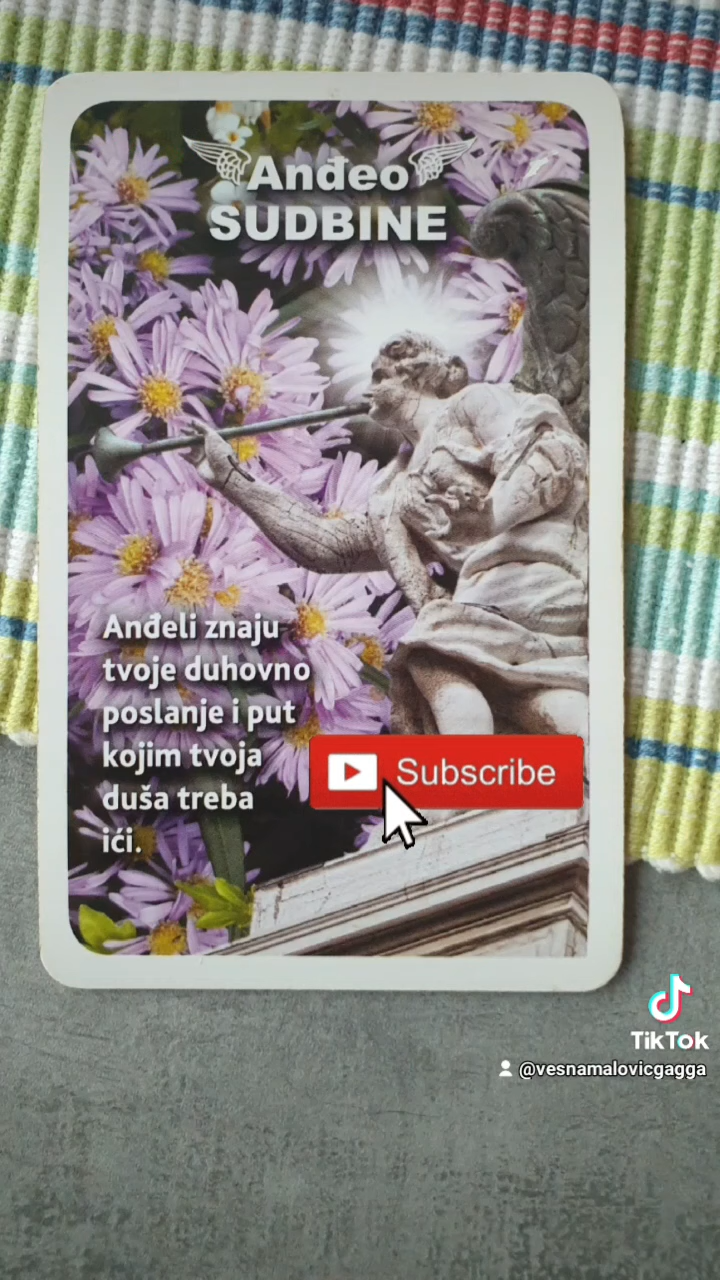 Anđeo
SUDBINE
Anđeli znaju
tvoje duhovno
poslanje i put
kojim tvoja
duša treba
ići.
Subscribe
TikTok
@vesnamalovicgagga